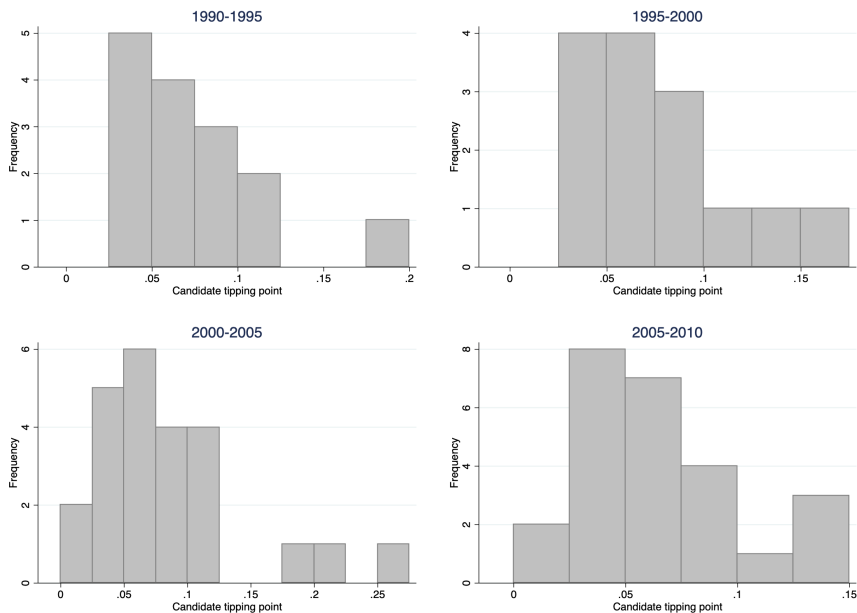 1990-1995
Frequency
0
1
2
3
4
5
0 .05 .1 .15 .2
Candidate tipping point
1995-2000
Frequency
0
1
2
3
4
0 .05 .1 .15
Candidate tipping point
2000-2005
Frequency
0
2
4
6
0 .05 .1 .15 .2 .25
Candidate tipping point
2005-2010
Frequency
0
2
4
6
8
0 .05 .1 .15
Candidate tipping point